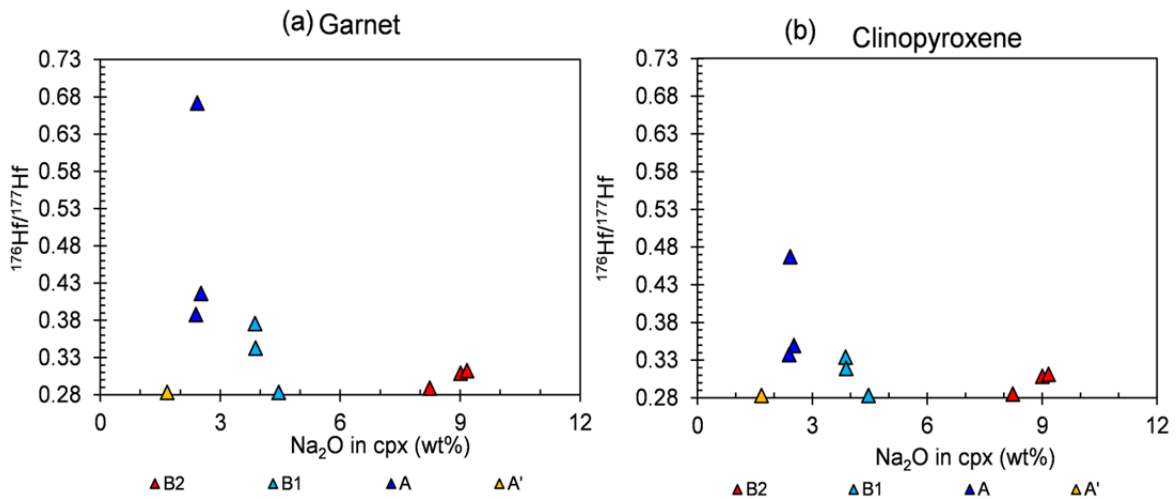 (a) Garnet
0.73
0.68
0.63
0.58
0.53
0.48
0.43
0.38
0.33
0.28
¹⁷⁶Hf/¹⁷⁷Hf
0 3 6 9 12
Na₂O in cpx (wt%)
B2 B1 A A'
(b) Clinopyroxene
0.73
0.68
0.63
0.58
0.53
0.48
0.43
0.38
0.33
0.28
¹⁷⁶Hf/¹⁷⁷Hf
0 3 6 9 12
Na₂O in cpx (wt%)
B2 B1 A A'